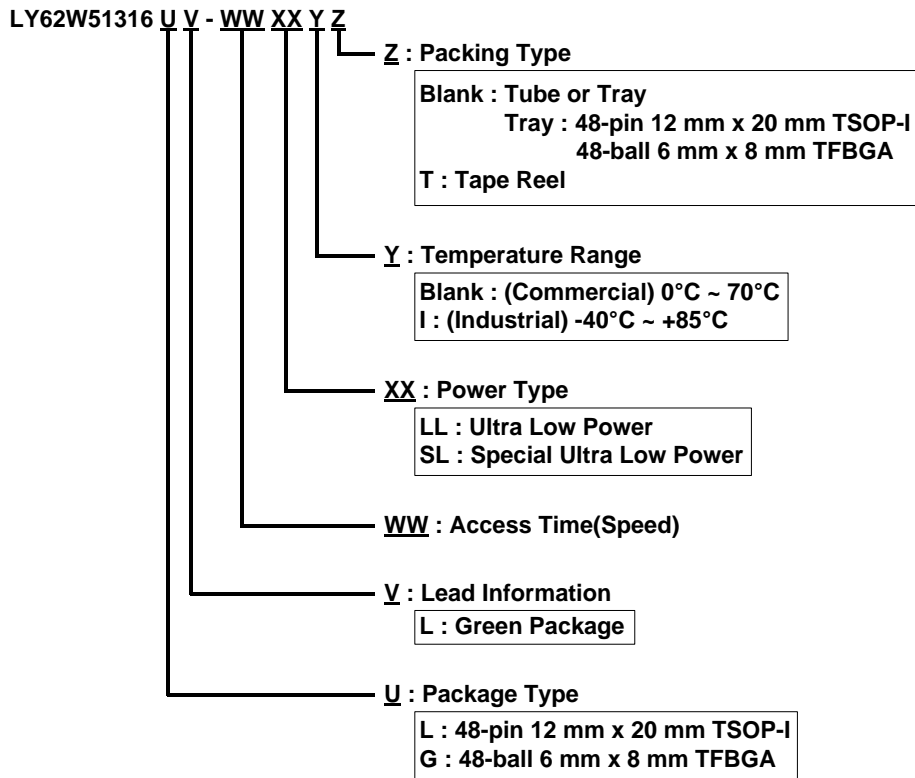 LY62W51316 U V - WW XX Y Z
Z : Packing Type
Blank : Tube or Tray
Tray : 48-pin 12 mm x 20 mm TSOP-I
48-ball 6 mm x 8 mm TFBGA
T : Tape Reel
Y : Temperature Range
Blank : (Commercial) 0°C ~ 70°C
I : (Industrial) -40°C ~ +85°C
XX : Power Type
LL : Ultra Low Power
SL : Special Ultra Low Power
WW : Access Time(Speed)
V : Lead Information
L : Green Package
U : Package Type
L : 48-pin 12 mm x 20 mm TSOP-I
G : 48-ball 6 mm x 8 mm TFBGA